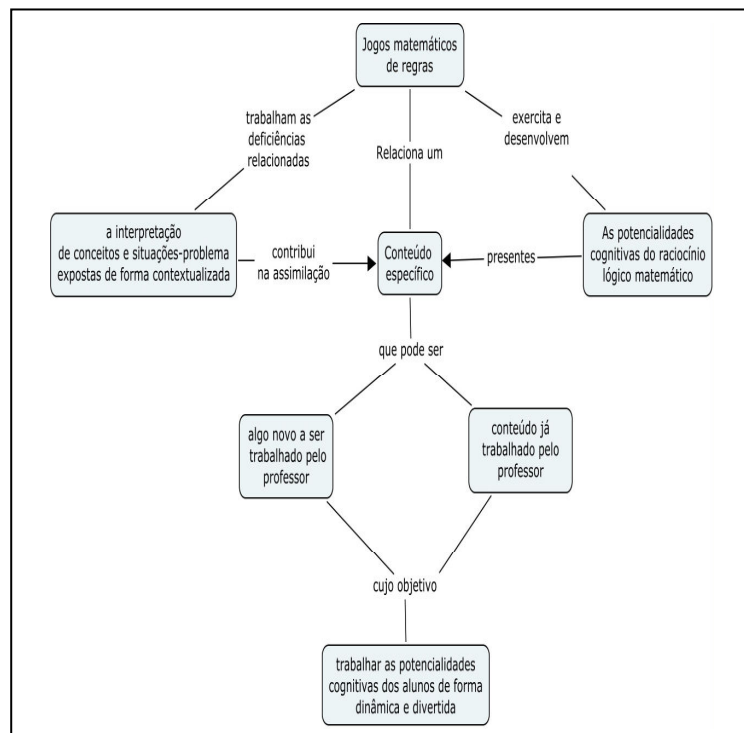 Jogos matemáticos
de regras
trabalham as
deficiências
relacionadas
Relaciona um
exercita e
desenvolvem
a interpretação
de conceitos e situações-problema
expostas de forma contextualizada
contribui
na assimilação
Conteúdo
específico
presentes
As potencialidades
cognitivas do raciocínio
lógico matemático
que pode ser
algo novo a ser
trabalhado pelo
professor
conteúdo já
trabalhado pelo
professor
cujo objetivo
trabalhar as potencialidades
cognitivas dos alunos de forma
dinâmica e divertida